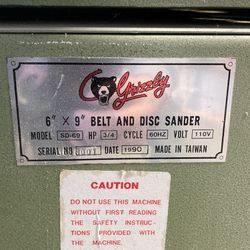 Grizzly
6" X 9" BELT AND DISC SANDER
MODEL SD-69 HP 3/4 CYCLE 60HZ VOLT 110V
SERIAL NO DATE 1990 MADE IN TAIWAN
CAUTION
DO NOT USE THIS MACHINE
WITHOUT FIRST READING
THE SAFETY INSTRUC-
TIONS PROVIDED WITH
THE MACHINE.